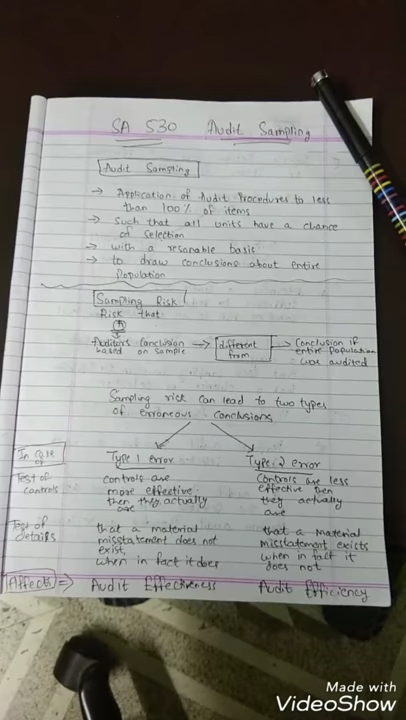 SA 530 Audit Sampling
Audit Sampling
→ Application of Audit Procedures to less
than 100% of items
→ Such that all units have a chance
of selection
→ with a resonable basis
→ to draw conclusions about entire
Population
Sampling Risk
Risk that
Auditors conclusion
based on sample
→ different
from
→ Conclusion if
entire population
was audited
Sampling risk can lead to two types
of erroneous conclusions
In case
of
Type 1 error
Type:2 error
Test of
controls
controls are
more effective
then they actually
are
Controls are less
effective then
they actually
are
Test of
details
that a material
misstatement does not
exist,
when in fact it does
that a material
misstatement exists
when in fact it
does not
Affects ⇒ Audit Effectiveness Audit Efficiency
Made with
VideoShow